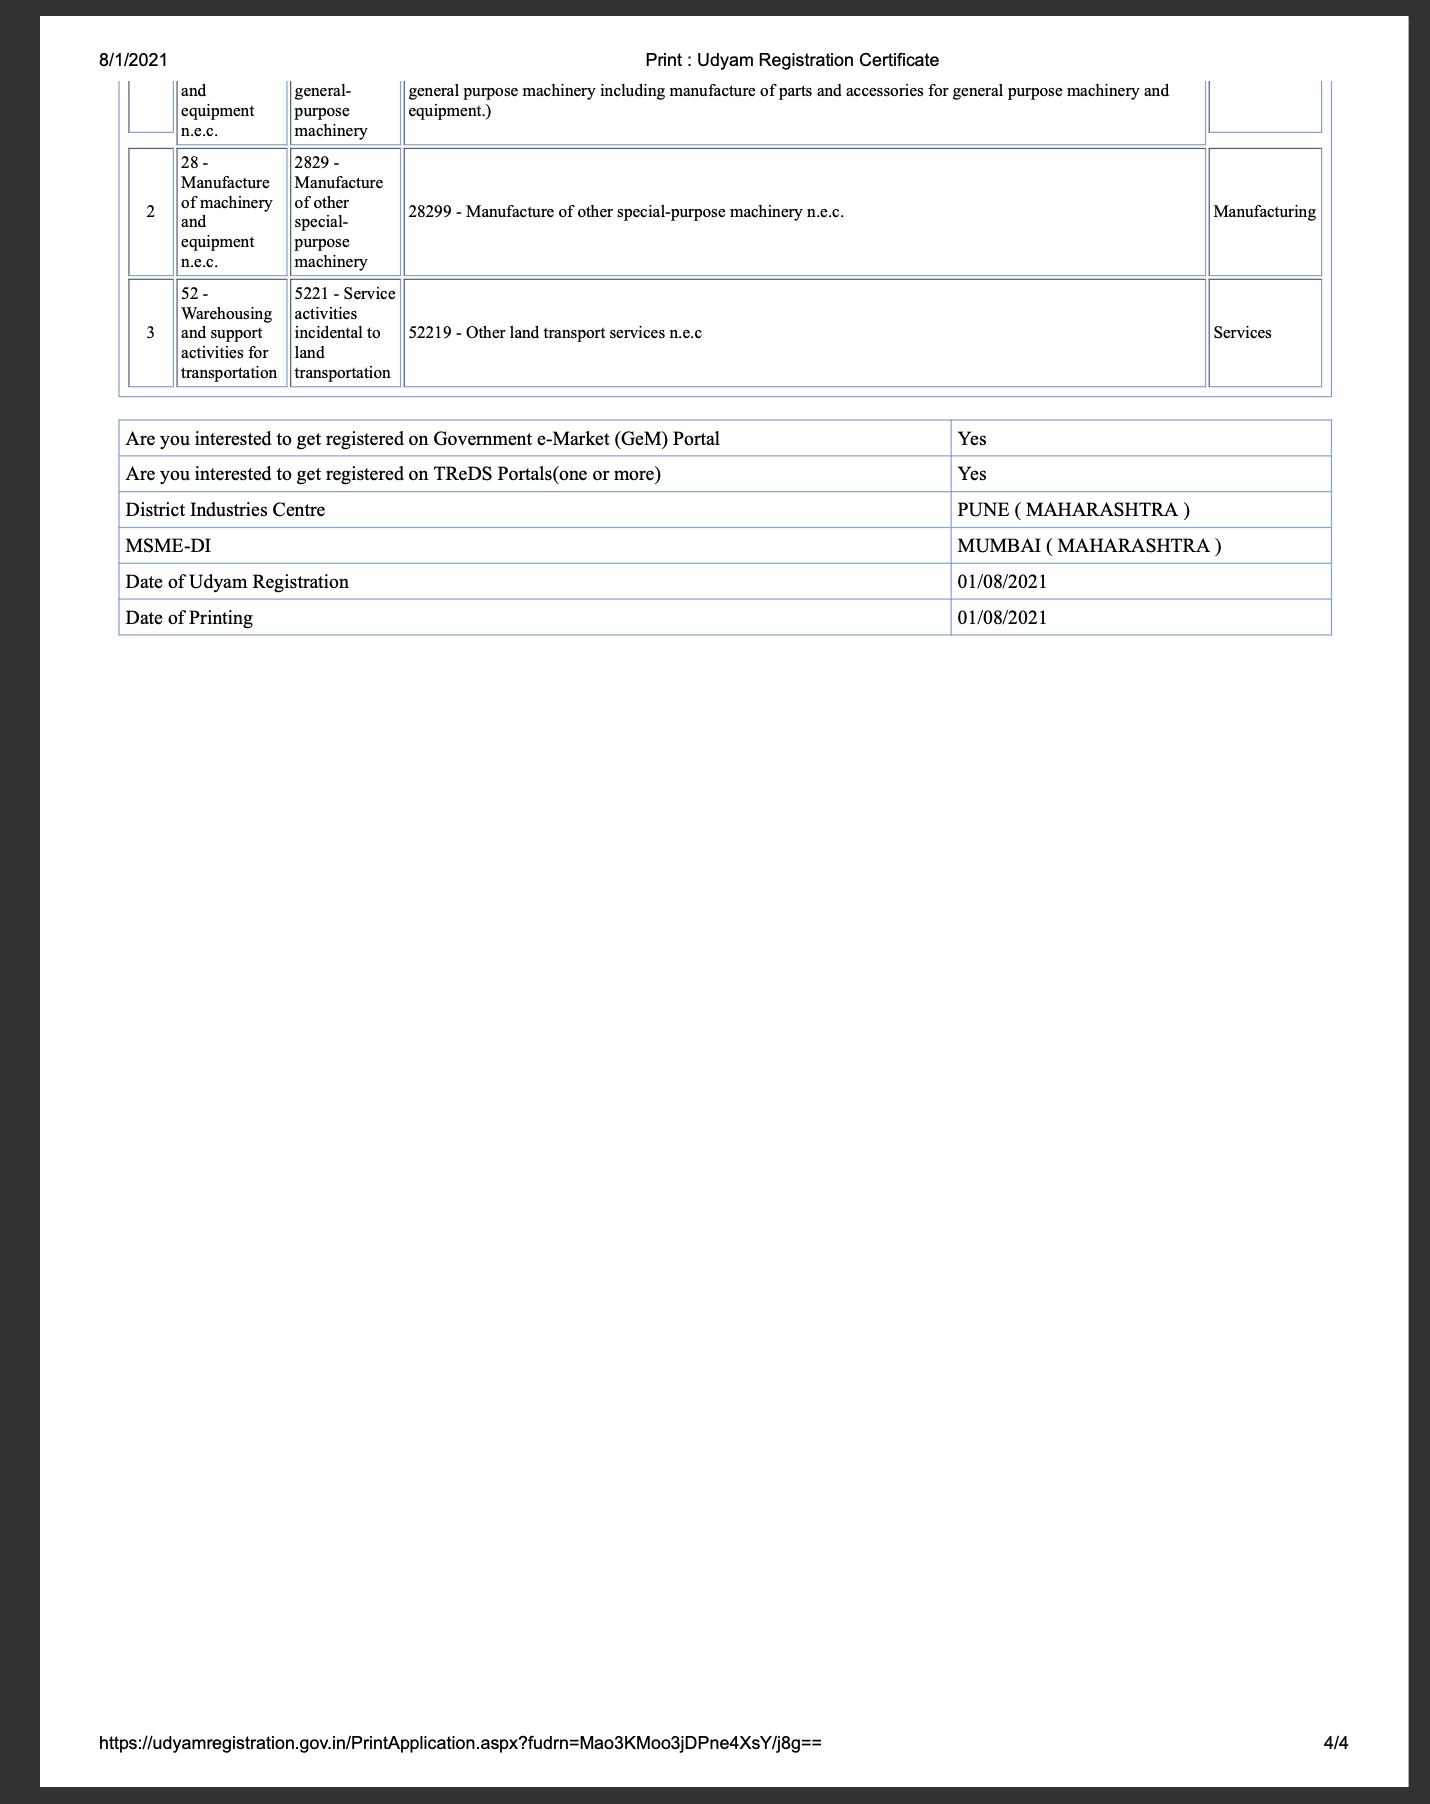 8/1/2021
Print : Udyam Registration Certificate
and
equipment
n.e.c.
general-
purpose
machinery
general purpose machinery including manufacture of parts and accessories for general purpose machinery and
equipment.)
2
28 -
Manufacture
of machinery
and
equipment
n.e.c.
2829 -
Manufacture
of other
special-
purpose
machinery
28299 - Manufacture of other special-purpose machinery n.e.c.
Manufacturing
3
52 -
Warehousing
and support
activities for
transportation
5221 - Service
activities
incidental to
land
transportation
52219 - Other land transport services n.e.c
Services
Are you interested to get registered on Government e-Market (GeM) Portal
Yes
Are you interested to get registered on TReDS Portals(one or more)
Yes
District Industries Centre
PUNE ( MAHARASHTRA )
MSME-DI
MUMBAI ( MAHARASHTRA )
Date of Udyam Registration
01/08/2021
Date of Printing
01/08/2021
https://udyamregistration.gov.in/PrintApplication.aspx?fudrn=Mao3KMoo3jDPne4XsY/j8g==
4/4